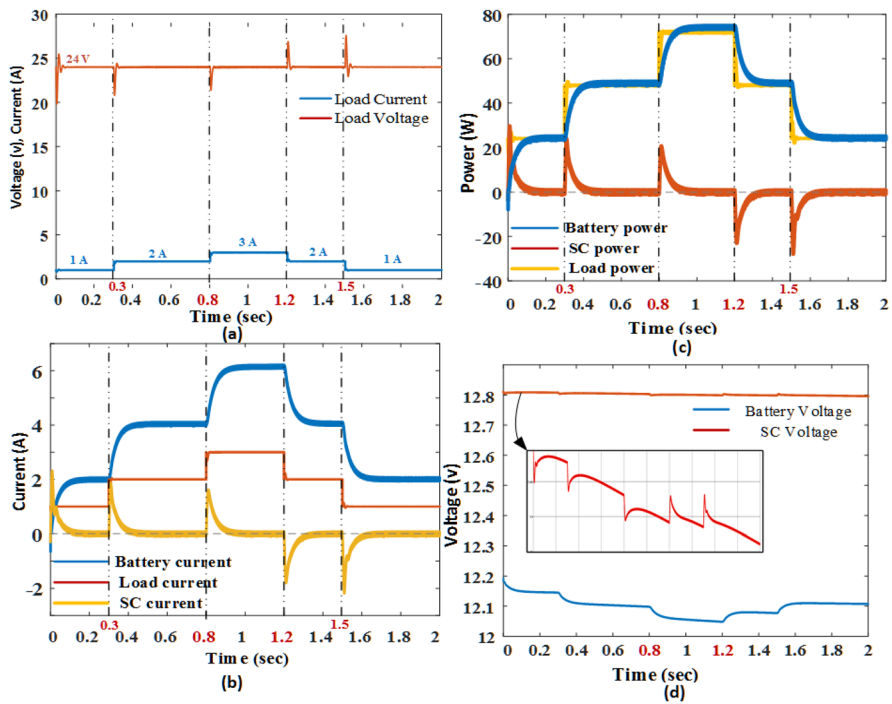 30
25
20
15
10
5
0
Voltage (v), Current (A)
24 V
Load Current
Load Voltage
1 A
2 A
3 A
2 A
1 A
0 0.2 0.3 0.4 0.6 0.8 1 1.2 1.4 1.5 1.6 1.8 2
Time (sec)
(a)
80
60
40
20
0
−20
−40
Power (W)
Battery power
SC power
Load power
0 0.2 0.3 0.4 0.6 0.8 1 1.2 1.4 1.5 1.6 1.8 2
Time (sec)
(c)
6
4
2
0
−2
Current (A)
Battery current
Load current
SC current
0 0.2 0.3 0.4 0.6 0.8 1 1.2 1.4 1.5 1.6 1.8 2
Time (sec)
(b)
12.8
12.7
12.6
12.5
12.4
12.3
12.2
12.1
12
Voltage (v)
Battery Voltage
SC Voltage
0 0.2 0.4 0.6 0.8 1 1.2 1.4 1.6 1.8 2
Time (sec)
(d)